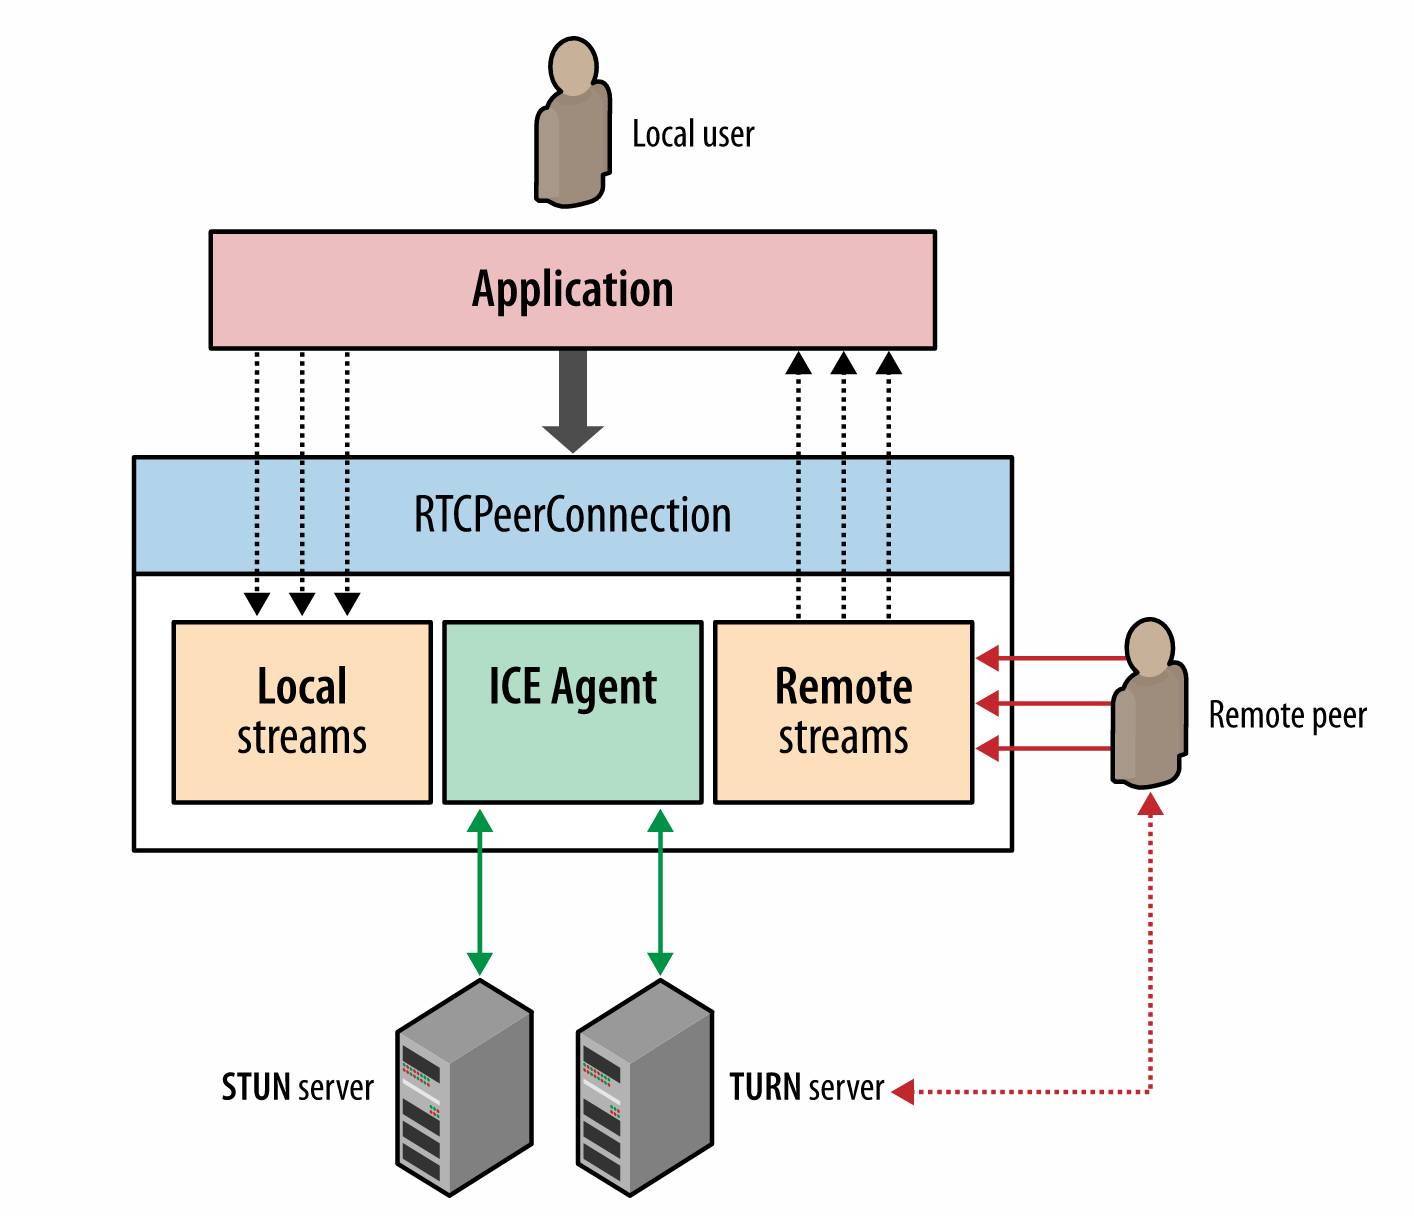 Local user
Application
RTCPeerConnection
Local
streams
ICE Agent
Remote
streams
Remote peer
STUN server
TURN server